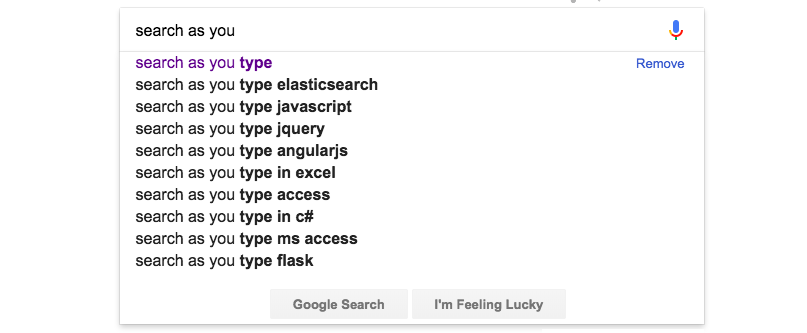 search as you
search as you type Remove
search as you type elasticsearch
search as you type javascript
search as you type jquery
search as you type angularjs
search as you type in excel
search as you type access
search as you type in c#
search as you type ms access
search as you type flask
Google Search I'm Feeling Lucky